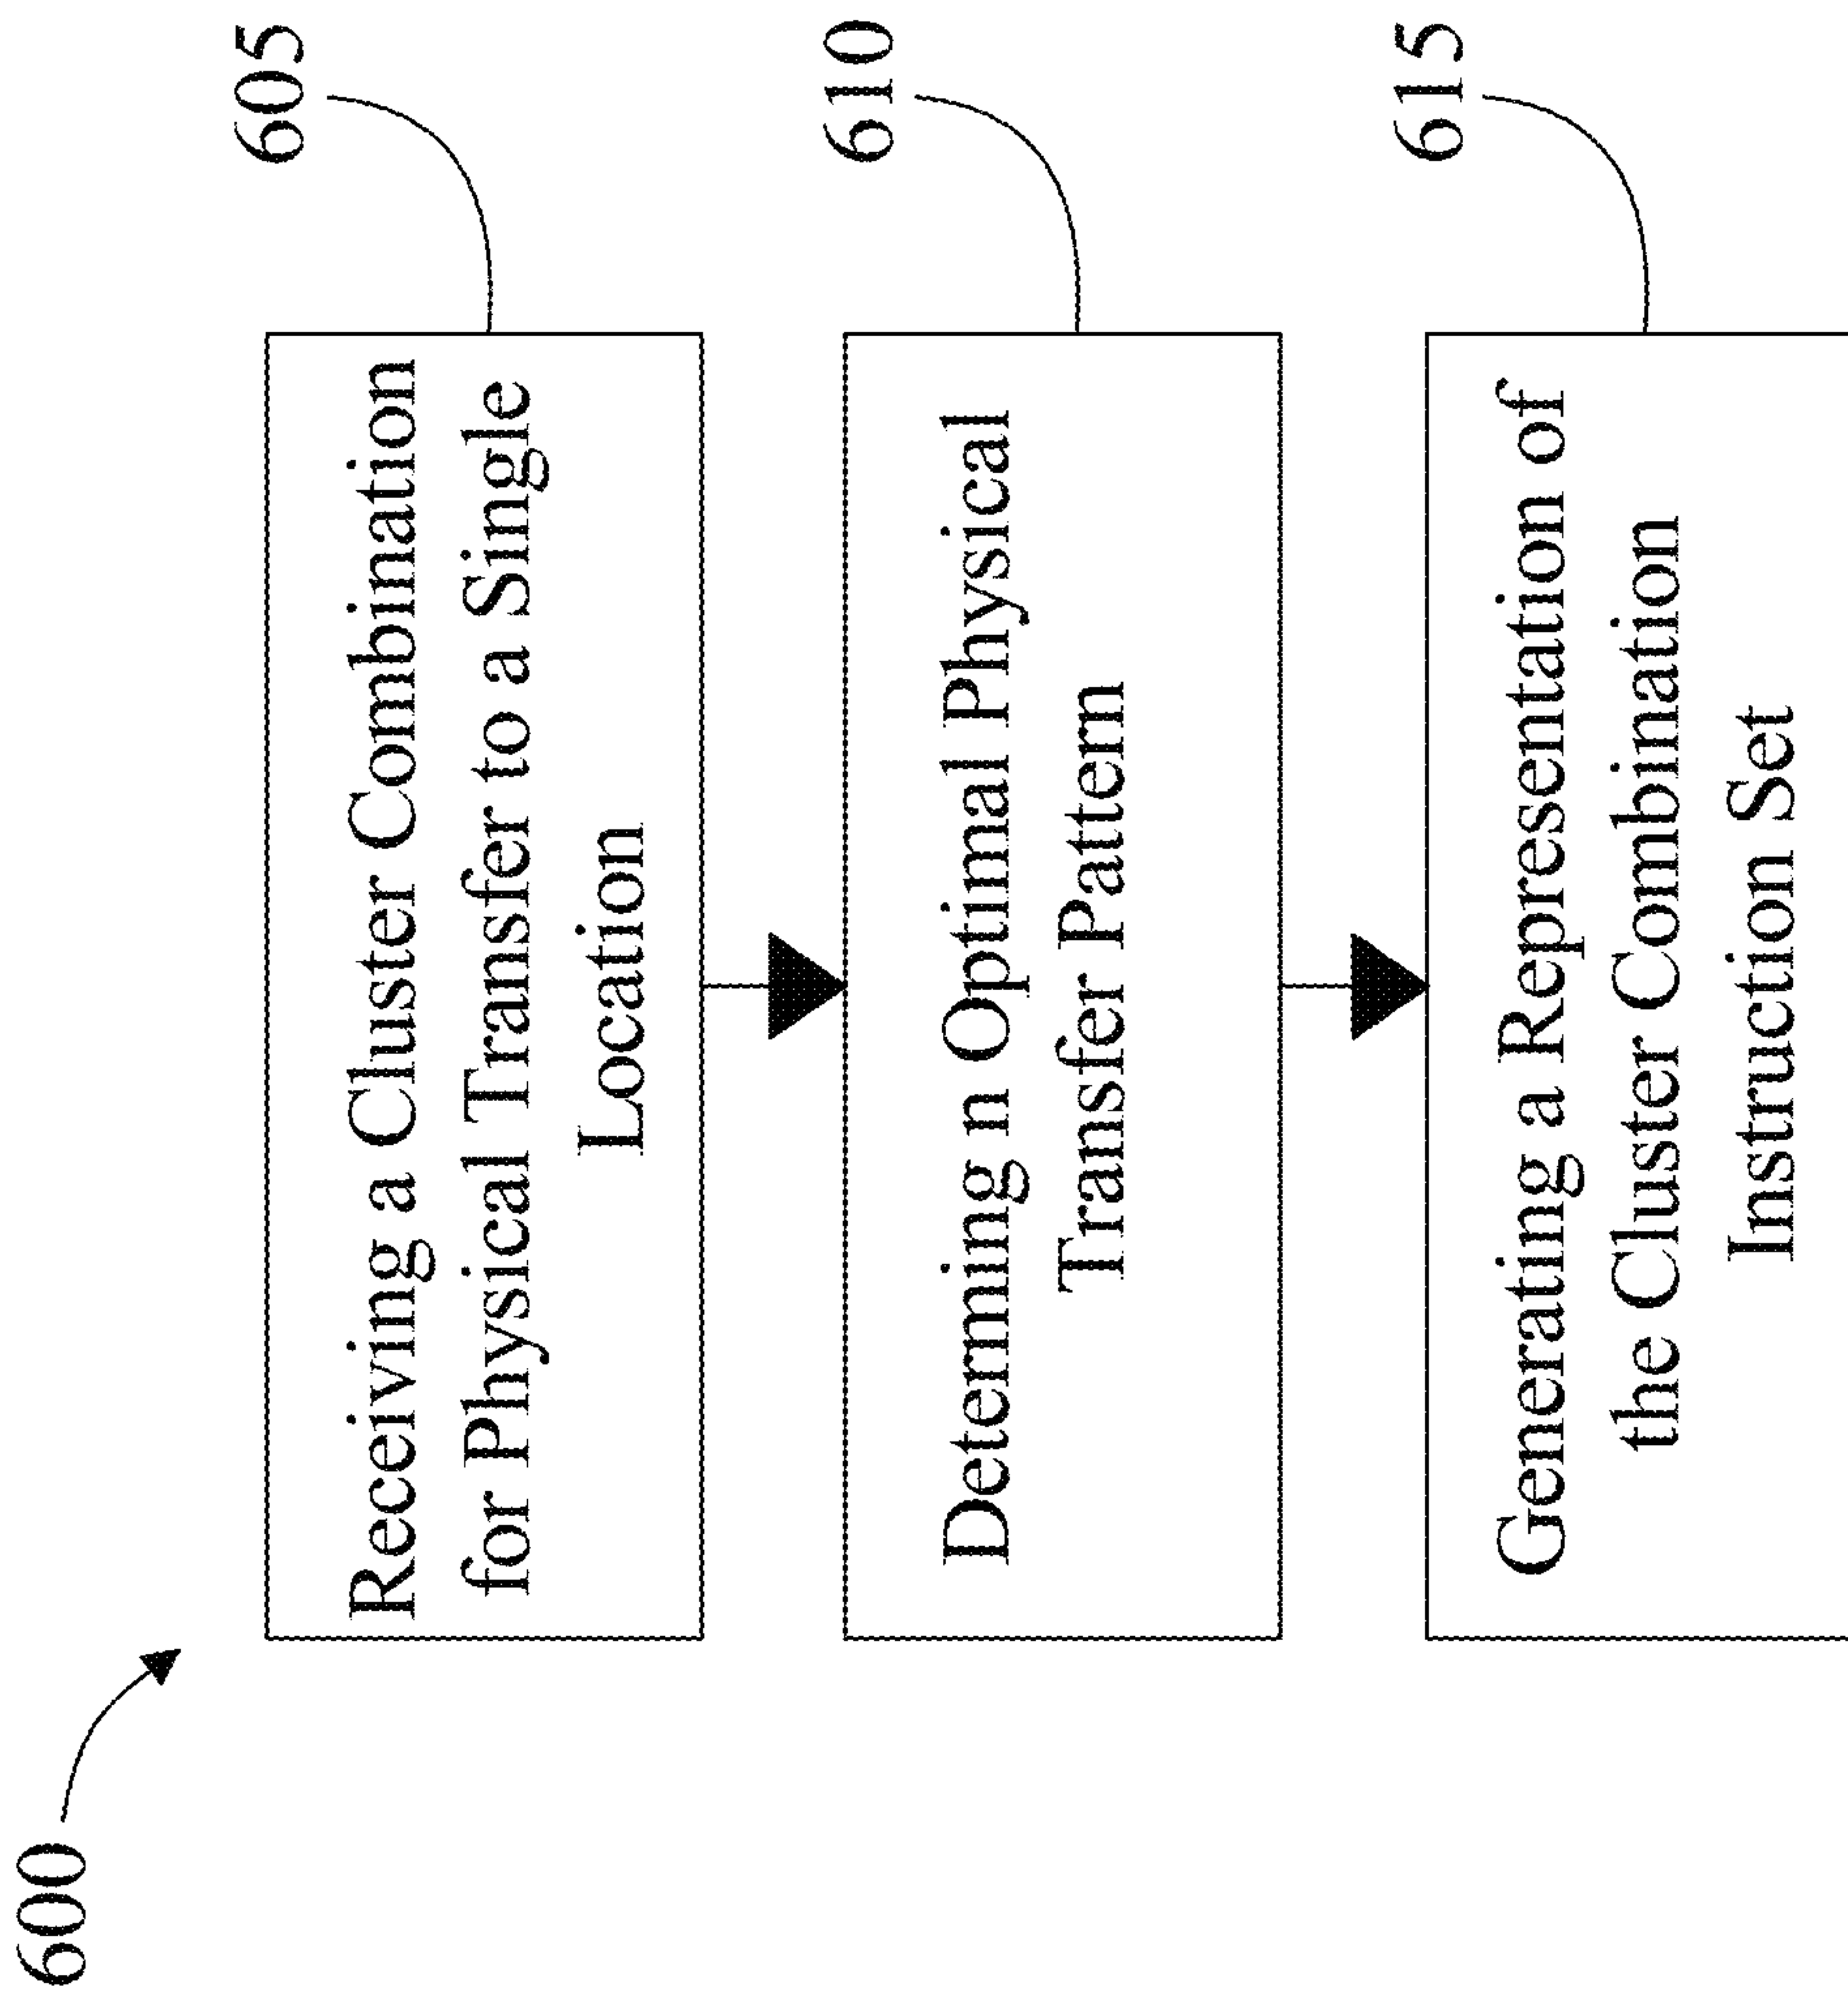 600
605
Receiving a Cluster Combination
for Physical Transfer to a Single
Location
610
Determining n Optimal Physical
Transfer Pattern
615
Generating a Representation of
the Cluster Combination
Instruction Set